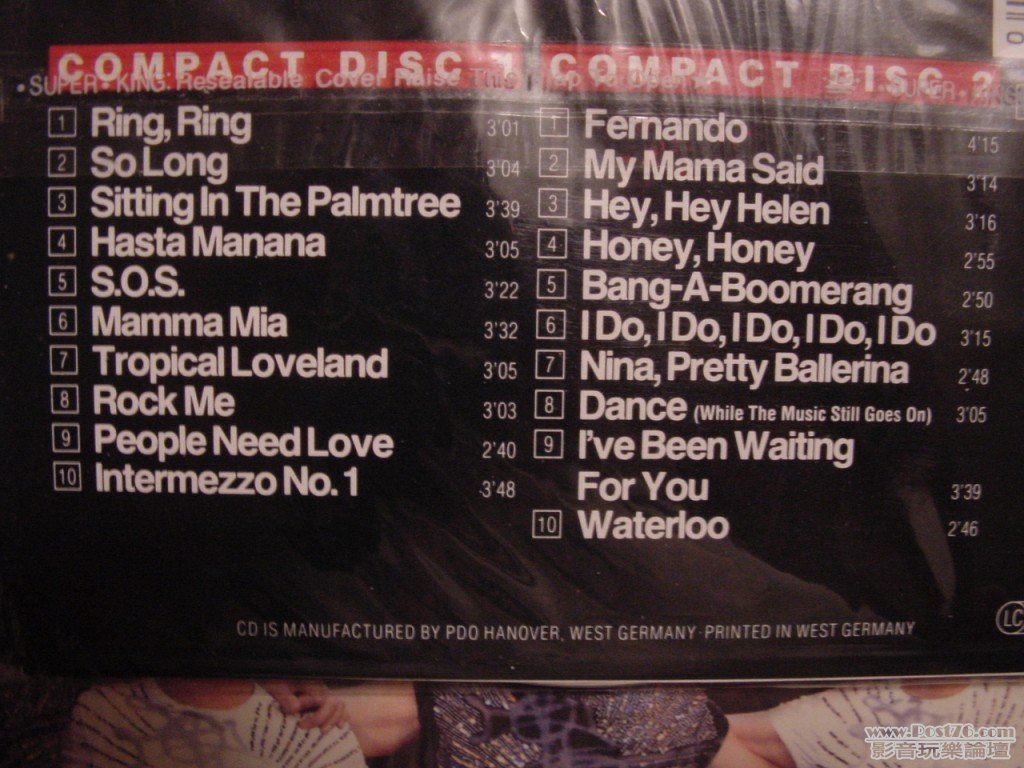 COMPACT DISC 1
COMPACT DISC 2
• SUPER • KING: Resealable Cover Raise This Top To Open SUPER • KING
1 Ring, Ring 3'01
2 So Long 3'04
3 Sitting In The Palmtree 3'39
4 Hasta Manana 3'05
5 S.O.S. 3'22
6 Mamma Mia 3'32
7 Tropical Loveland 3'05
8 Rock Me 3'03
9 People Need Love 2'40
10 Intermezzo No. 1 3'48
1 Fernando 4'15
2 My Mama Said 3'14
3 Hey, Hey Helen 3'16
4 Honey, Honey 2'55
5 Bang-A-Boomerang 2'50
6 I Do, I Do, I Do, I Do, I Do 3'15
7 Nina, Pretty Ballerina 2'48
8 Dance (While The Music Still Goes On) 3'05
9 I've Been Waiting
For You 3'39
10 Waterloo 2'46
CD IS MANUFACTURED BY PDO HANOVER, WEST GERMANY · PRINTED IN WEST GERMANY
LC
www.Post76.com
影音玩樂論壇